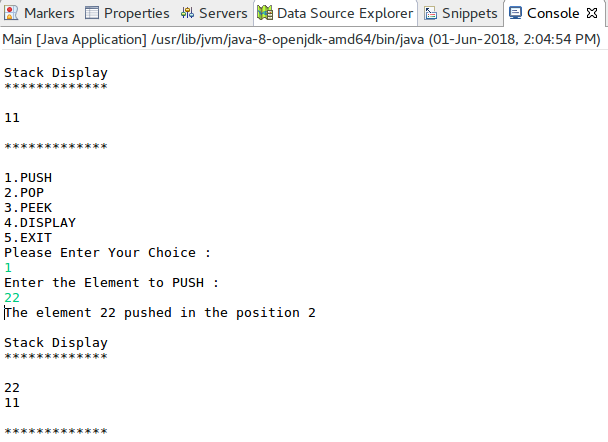 Markers Properties Servers Data Source Explorer Snippets Console
Main [Java Application] /usr/lib/jvm/java-8-openjdk-amd64/bin/java (01-Jun-2018, 2:04:54 PM)
Stack Display
*************
11
*************
1.PUSH
2.POP
3.PEEK
4.DISPLAY
5.EXIT
Please Enter Your Choice :
1
Enter the Element to PUSH :
22
The element 22 pushed in the position 2
Stack Display
*************
22
11
*************